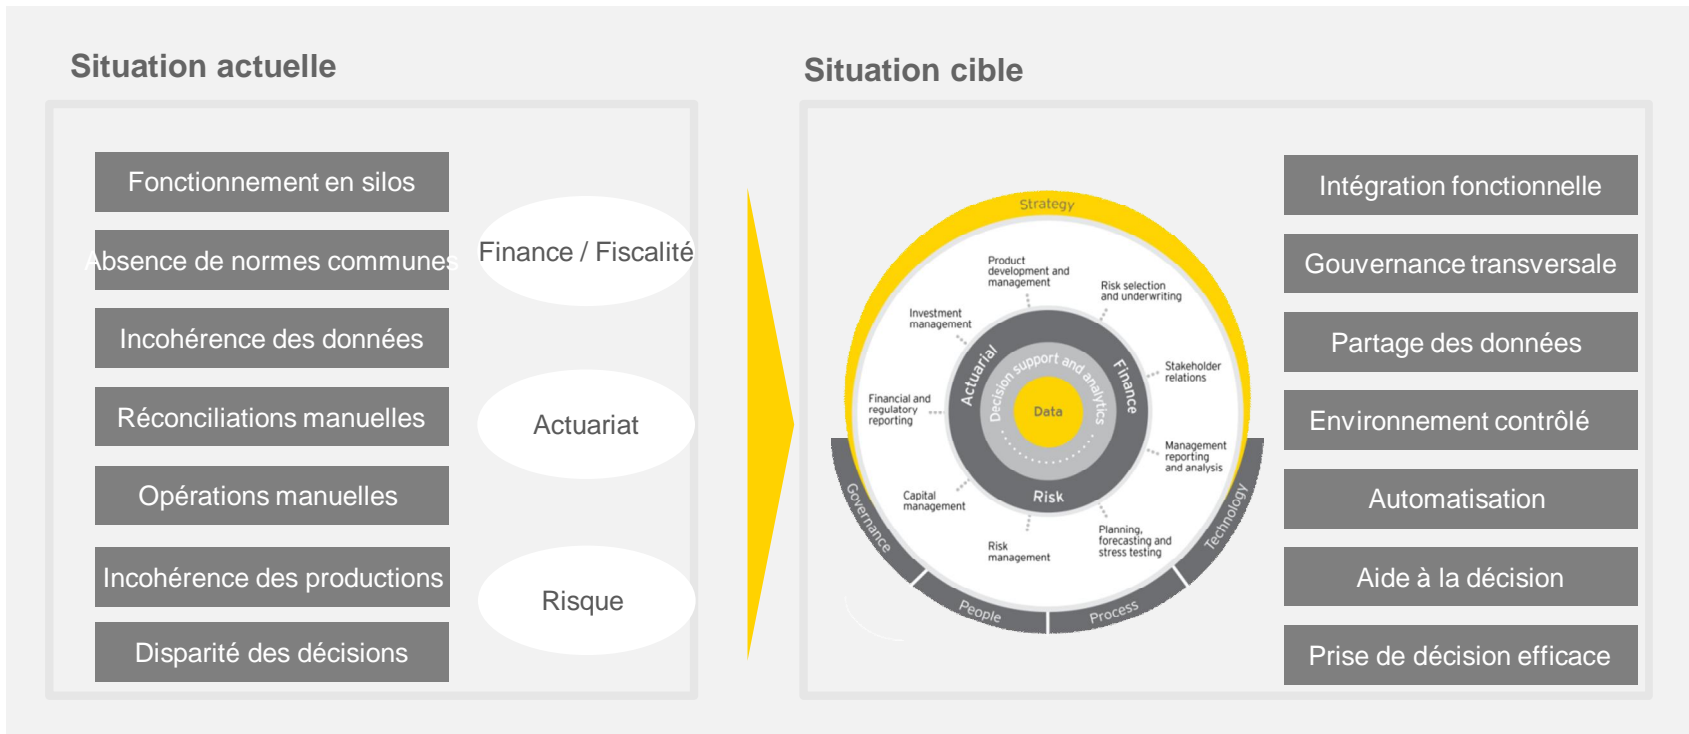 Situation actuelle
Fonctionnement en silos
Absence de normes communes
Incohérence des données
Réconciliations manuelles
Opérations manuelles
Incohérence des productions
Disparité des décisions
Finance / Fiscalité
Actuariat
Risque
Situation cible
Strategy
Product
development and
management
Risk selection
and underwriting
Investment
management
Stakeholder
relations
Financial and
regulatory
reporting
Management
reporting
and analysis
Capital
management
Planning,
forecasting and
stress testing
Risk
management
Actuarial
Finance
Risk
Decision support and analytics
Data
Governance
People
Process
Technology
Intégration fonctionnelle
Gouvernance transversale
Partage des données
Environnement contrôlé
Automatisation
Aide à la décision
Prise de décision efficace